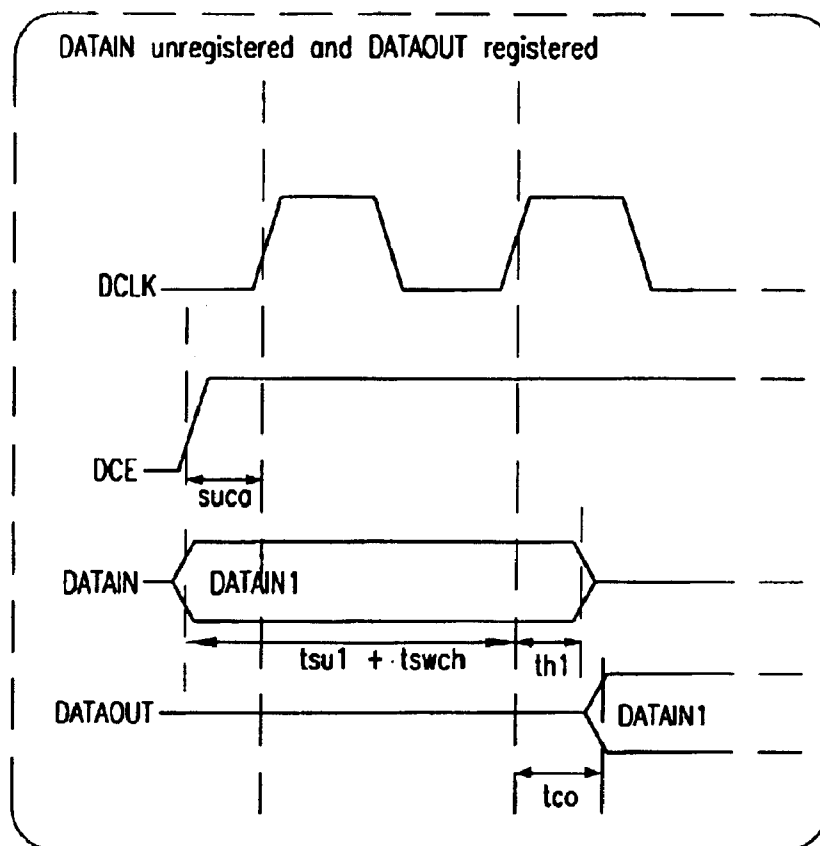 DATAIN unregistered and DATAOUT registered
DCLK
DCE
suca
DATAIN
DATAIN1
tsu1 + tswch
th1
DATAOUT
DATAIN1
tco